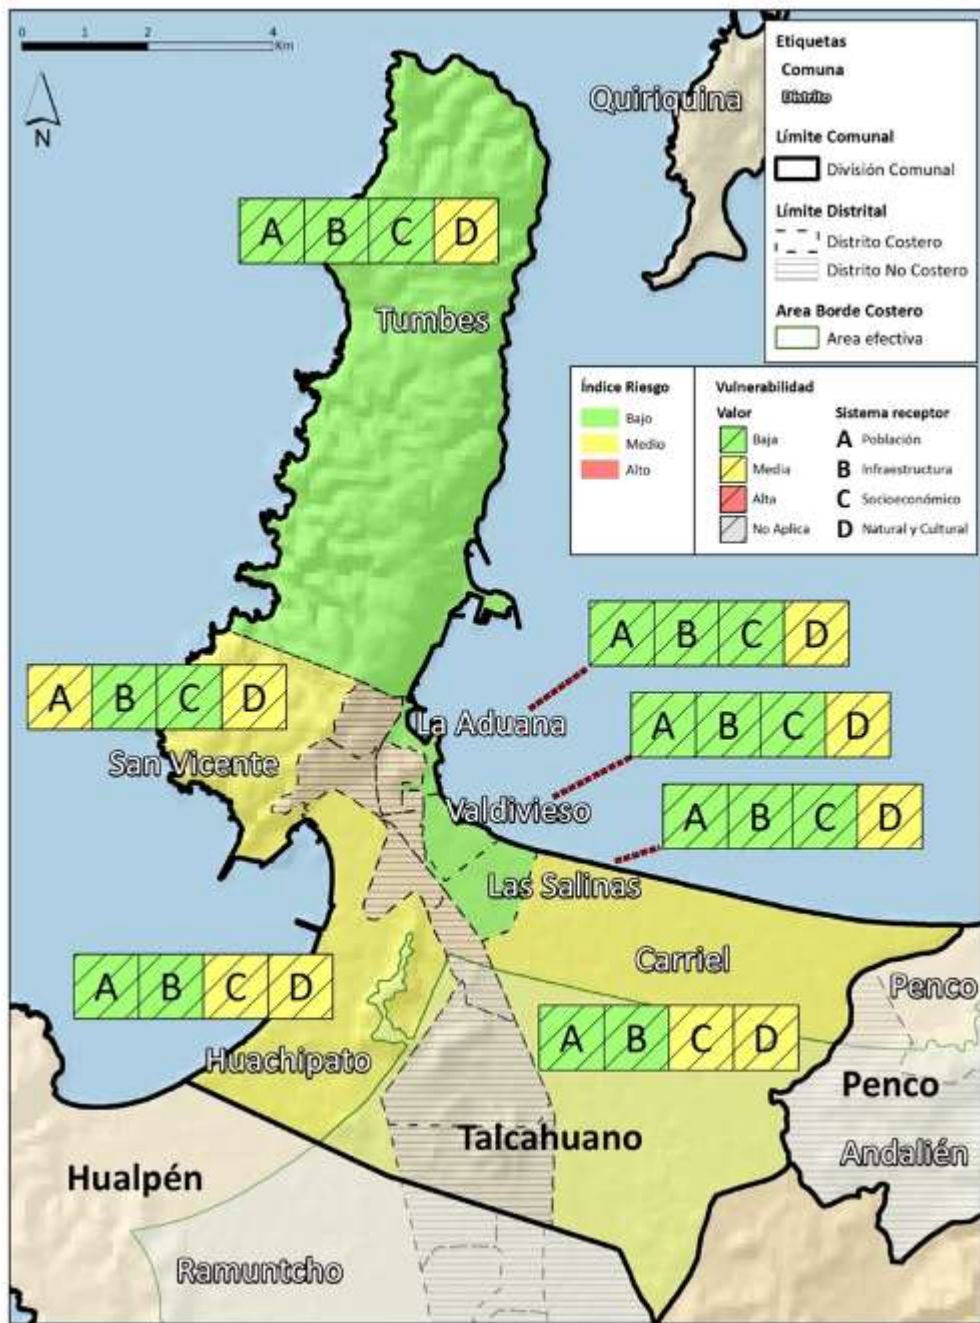 0 1 2 4
Km
N
Quiriquina
Etiquetas
Comuna
Distrito
Límite Comunal
División Comunal
Límite Distrital
Distrito Costero
Distrito No Costero
Area Borde Costero
Area efectiva
Índice Riesgo
Bajo
Medio
Alto
Vulnerabilidad
Valor
Baja
Media
Alta
No Aplica
Sistema receptor
A Población
B Infraestructura
C Socioeconómico
D Natural y Cultural
A B C D
Tumbes
A B C D
A B C D
La Aduana
San Vicente
A B C D
Valdivieso
A B C D
Las Salinas
Carriel
A B C D
Penco
A B C D
Huachipato
Penco
Talcahuano
Andalién
Hualpén
Ramuntcho